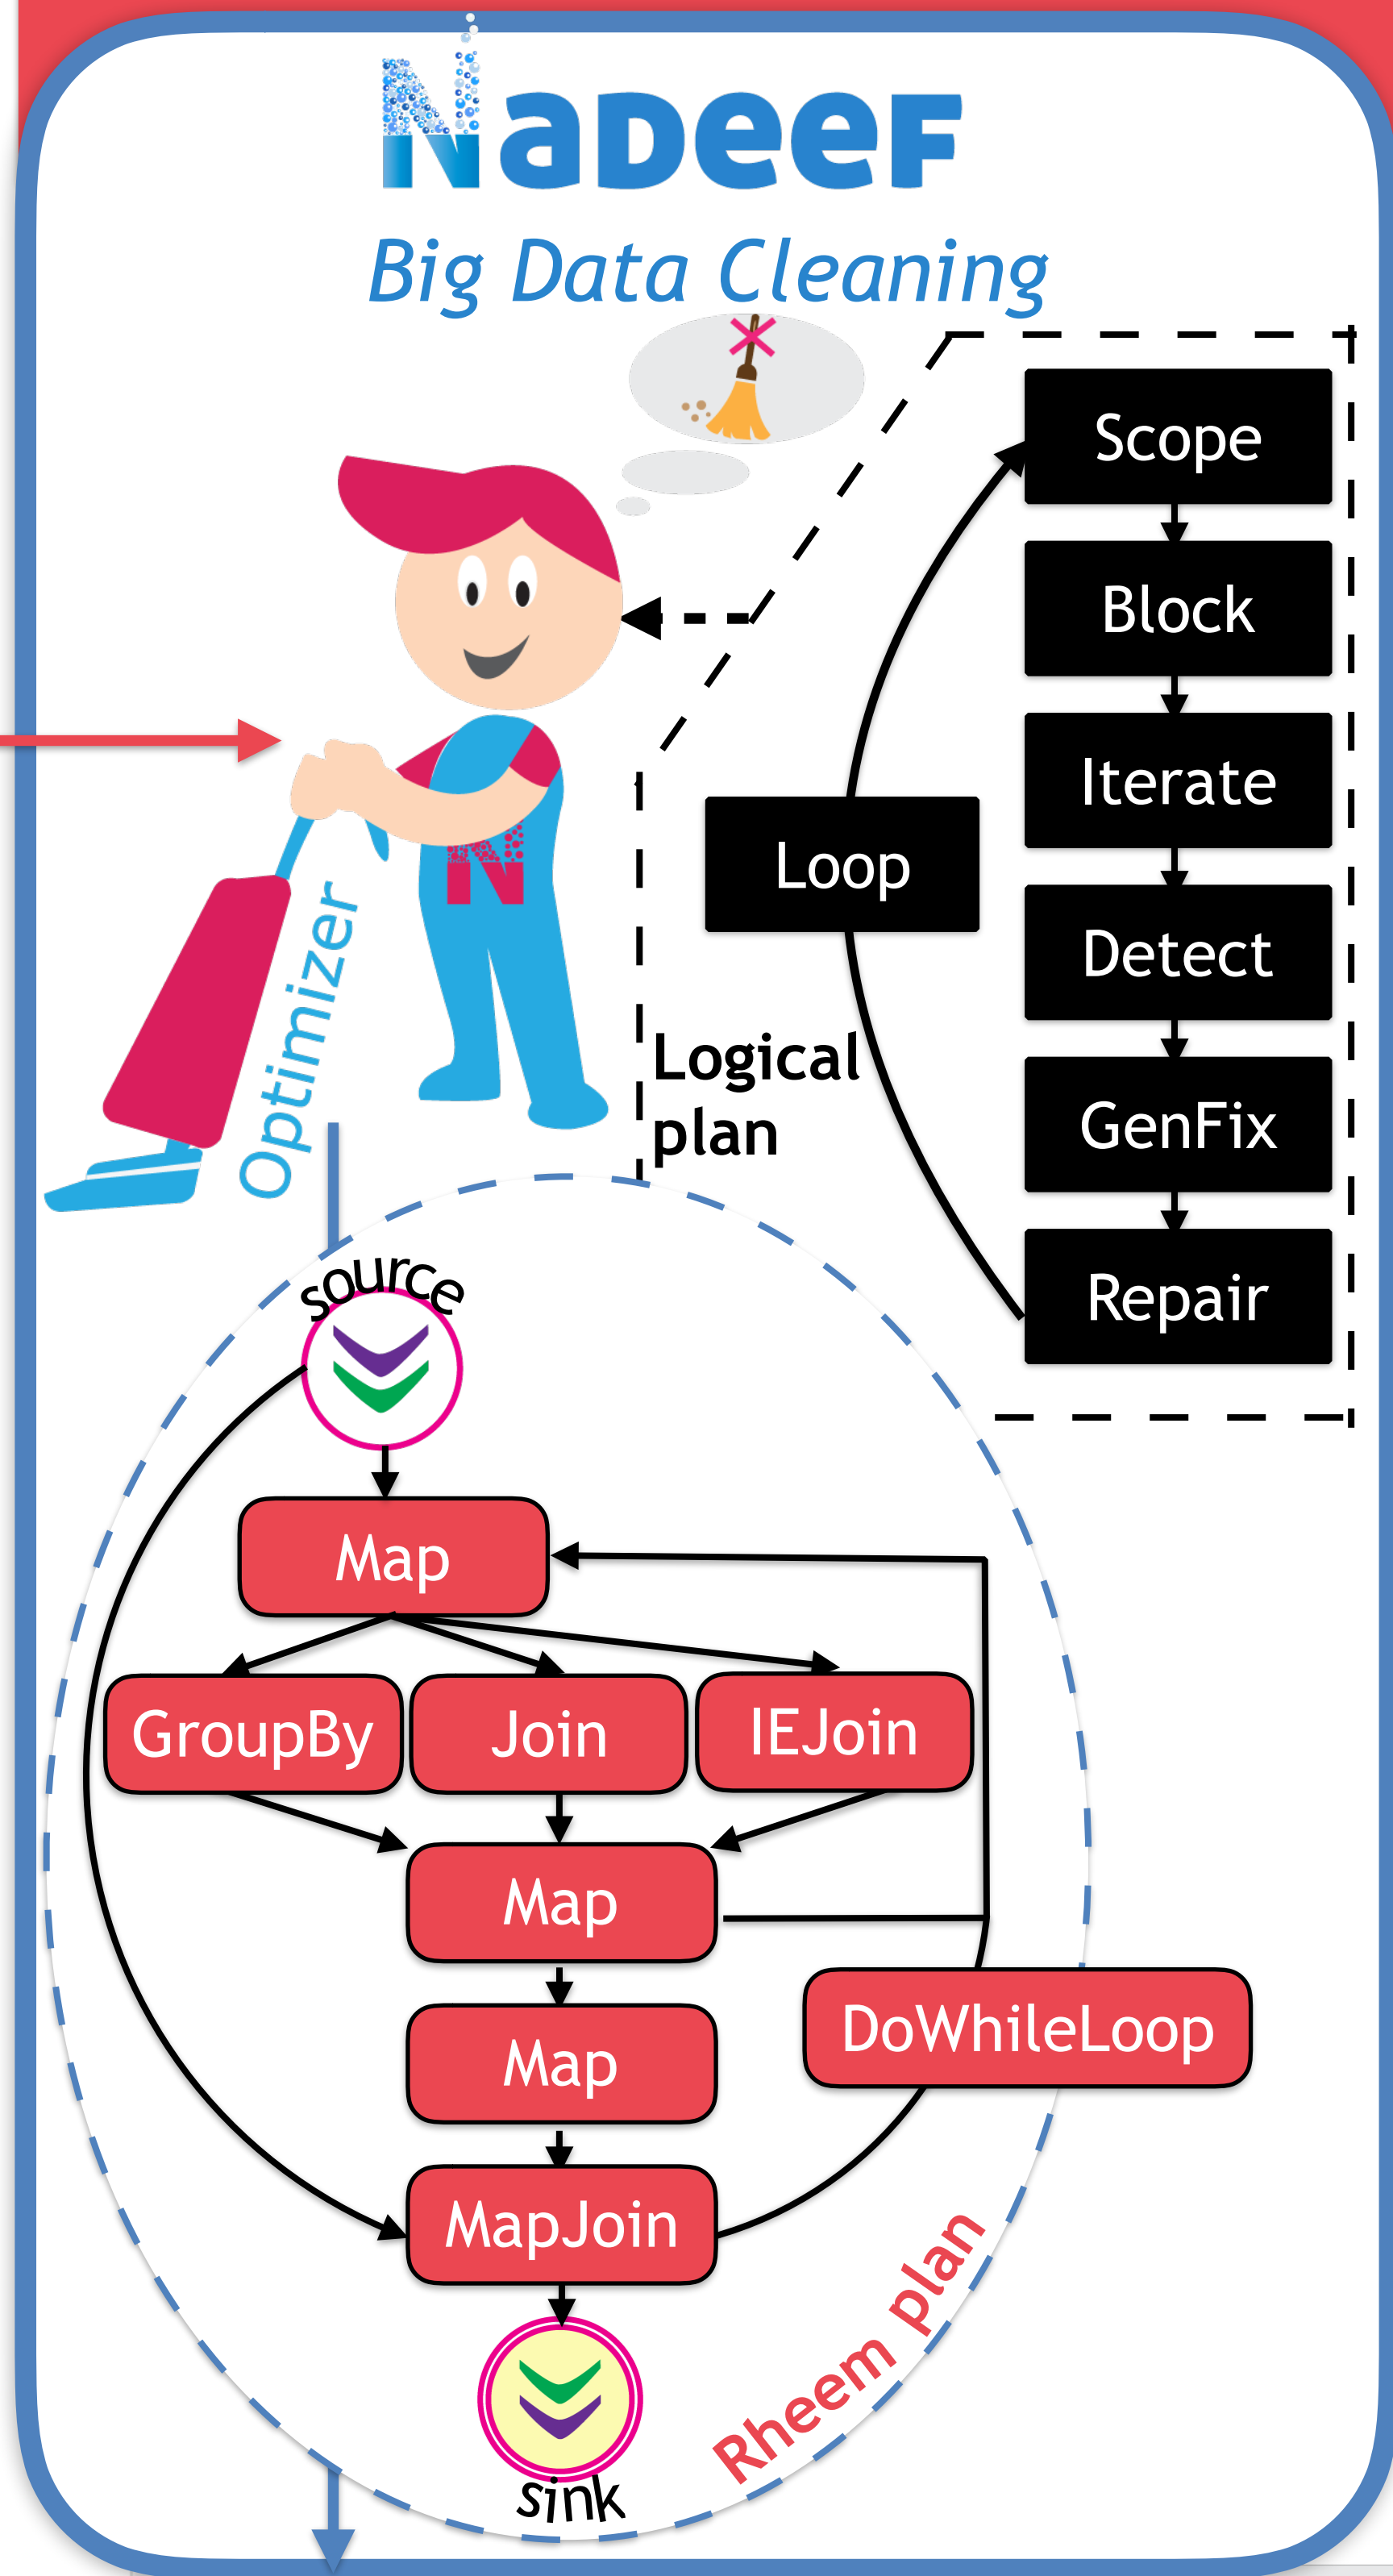 NaDeeF
Big Data Cleaning
Scope
Block
Iterate
Detect
GenFix
Repair
Loop
Logical
plan
N
Optimizer
source
Map
GroupBy
Join
IEJoin
Map
Map
DoWhileLoop
MapJoin
sink
Rheem plan